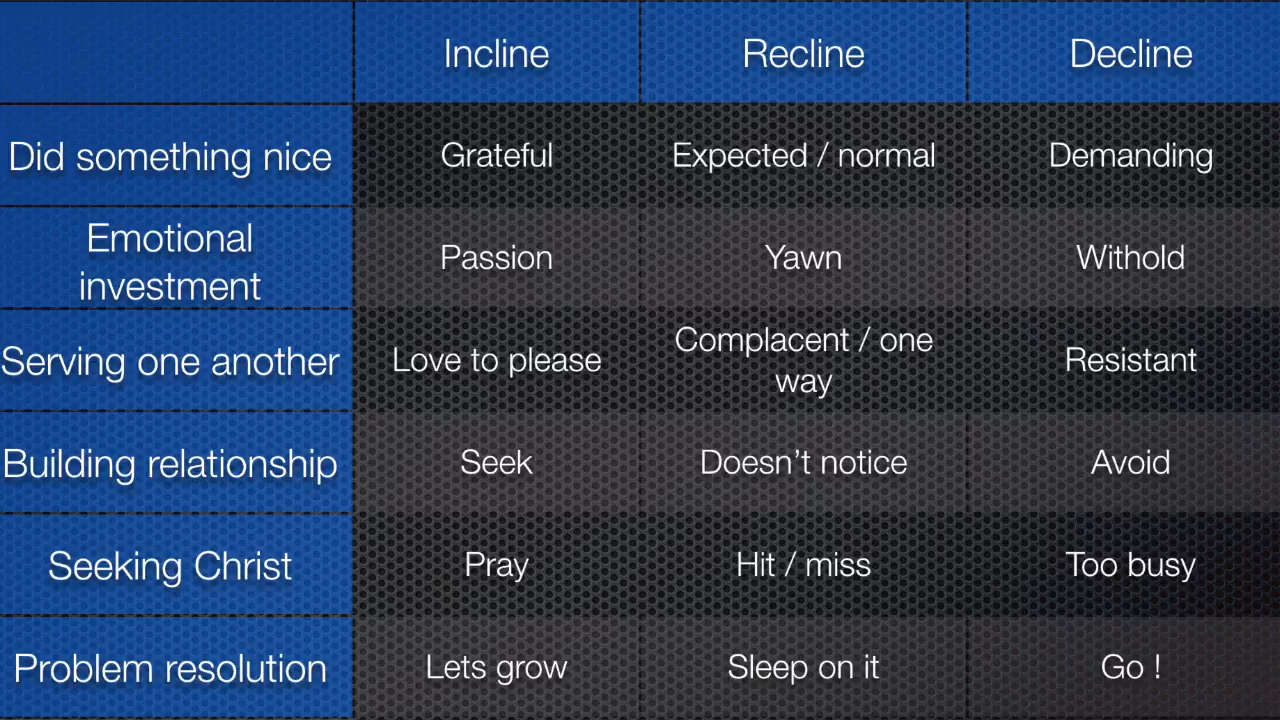 Incline Recline Decline
Did something nice Grateful Expected / normal Demanding
Emotional
investment Passion Yawn Withold
Serving one another Love to please Complacent / one
way Resistant
Building relationship Seek Doesn't notice Avoid
Seeking Christ Pray Hit / miss Too busy
Problem resolution Lets grow Sleep on it Go !